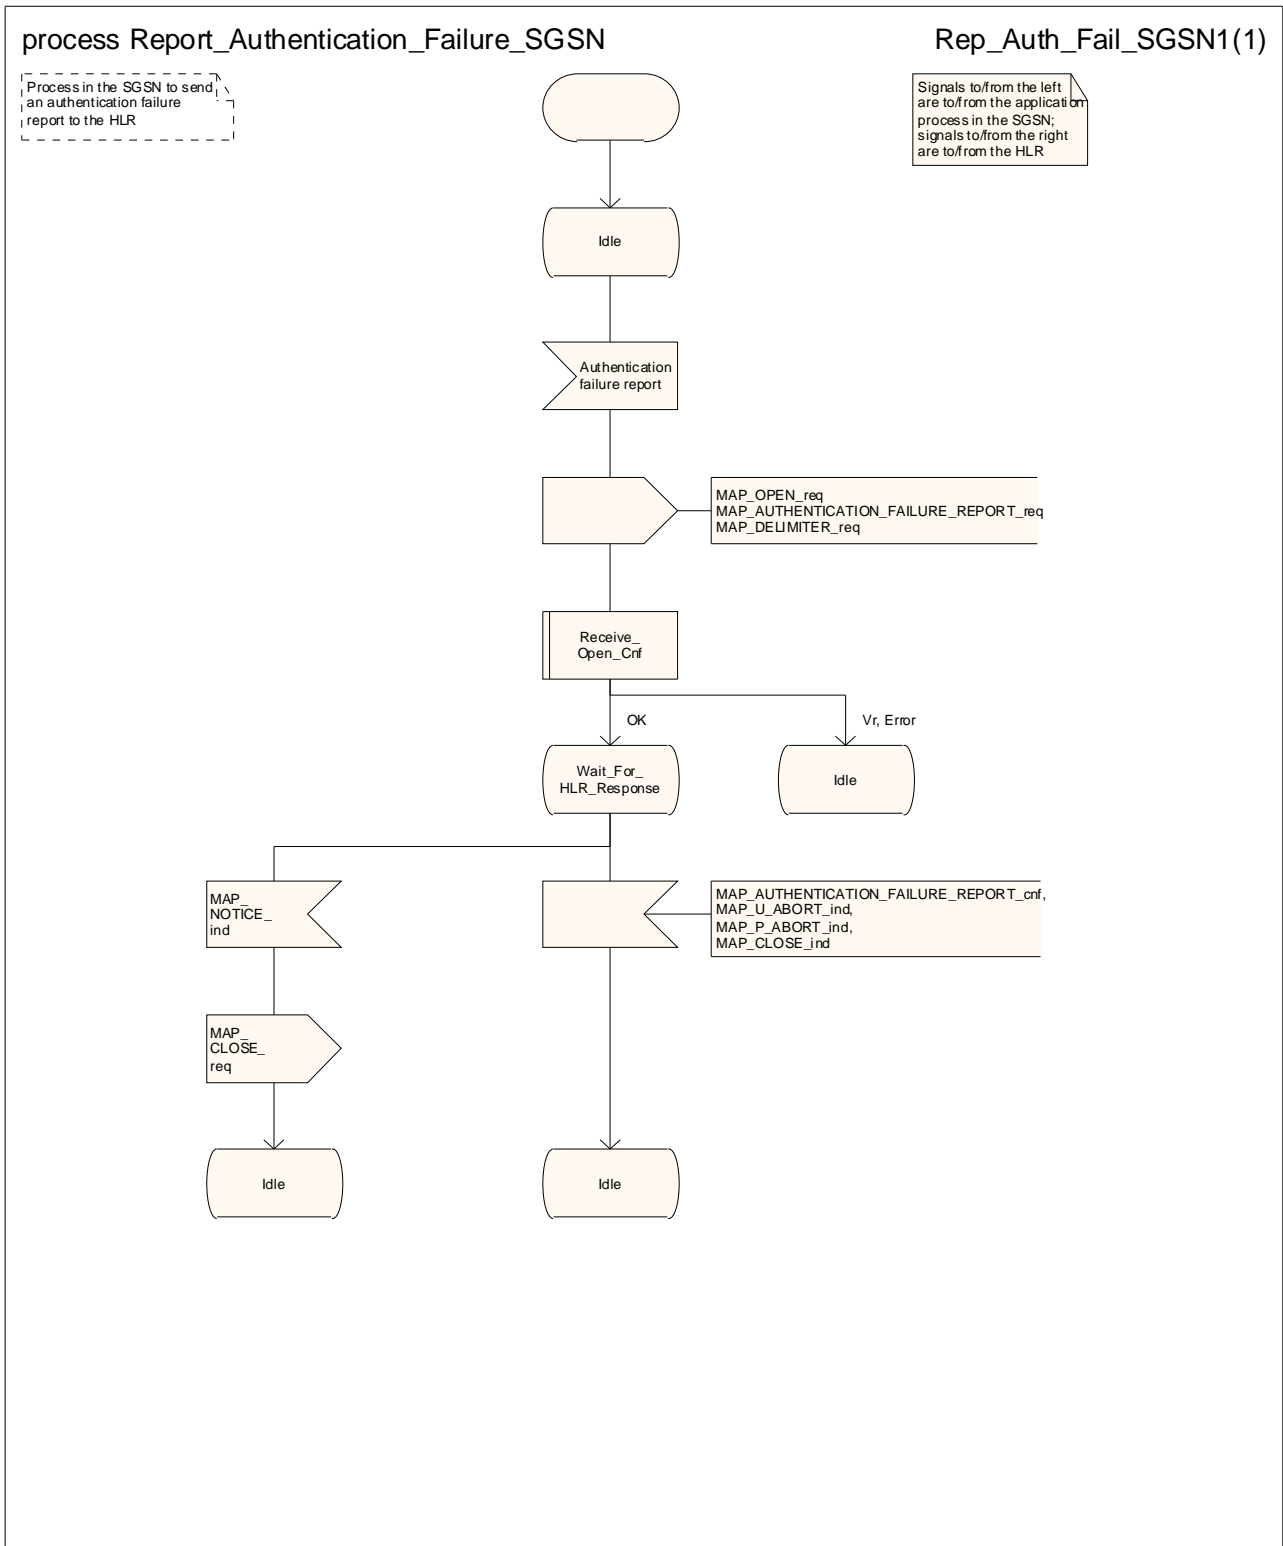 process Report_Authentication_Failure_SGSN
Rep_Auth_Fail_SGSN1(1)
Process in the SGSN to send
an authentication failure
report to the HLR
Signals to/from the left
are to/from the application
process in the SGSN;
signals to/from the right
are to/from the HLR
Idle
Authentication
failure report
MAP_OPEN_req
MAP_AUTHENTICATION_FAILURE_REPORT_req
MAP_DELIMITER_req
Receive_
Open_Cnf
OK
Vr, Error
Wait_For_
HLR_Response
Idle
MAP_
NOTICE_
ind
MAP_AUTHENTICATION_FAILURE_REPORT_cnf,
MAP_U_ABORT_ind,
MAP_P_ABORT_ind,
MAP_CLOSE_ind
MAP_
CLOSE_
req
Idle
Idle